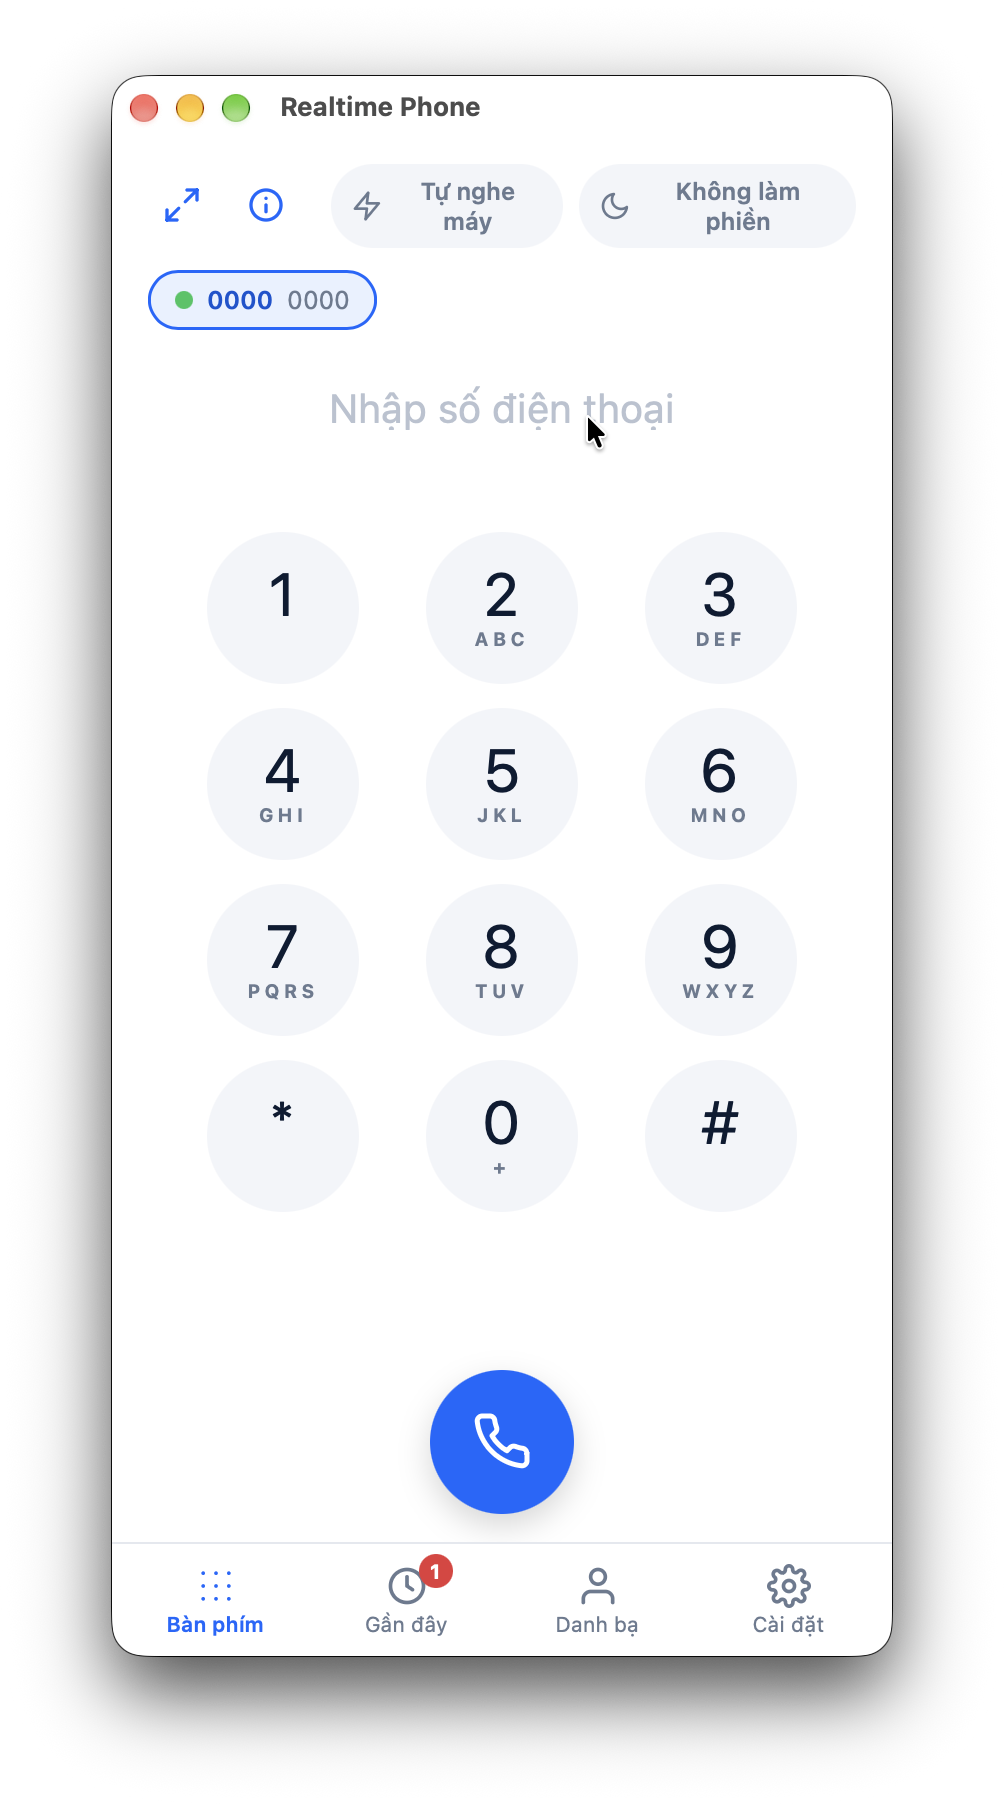 Realtime Phone
Tự nghe
máy
Không làm
phiền
0000 0000
Nhập số điện thoại
1
2
ABC
3
DEF
4
GHI
5
JKL
6
MNO
7
PQRS
8
TUV
9
WXYZ
*
0
+
#
1
Bàn phím
Gần đây
Danh bạ
Cài đặt